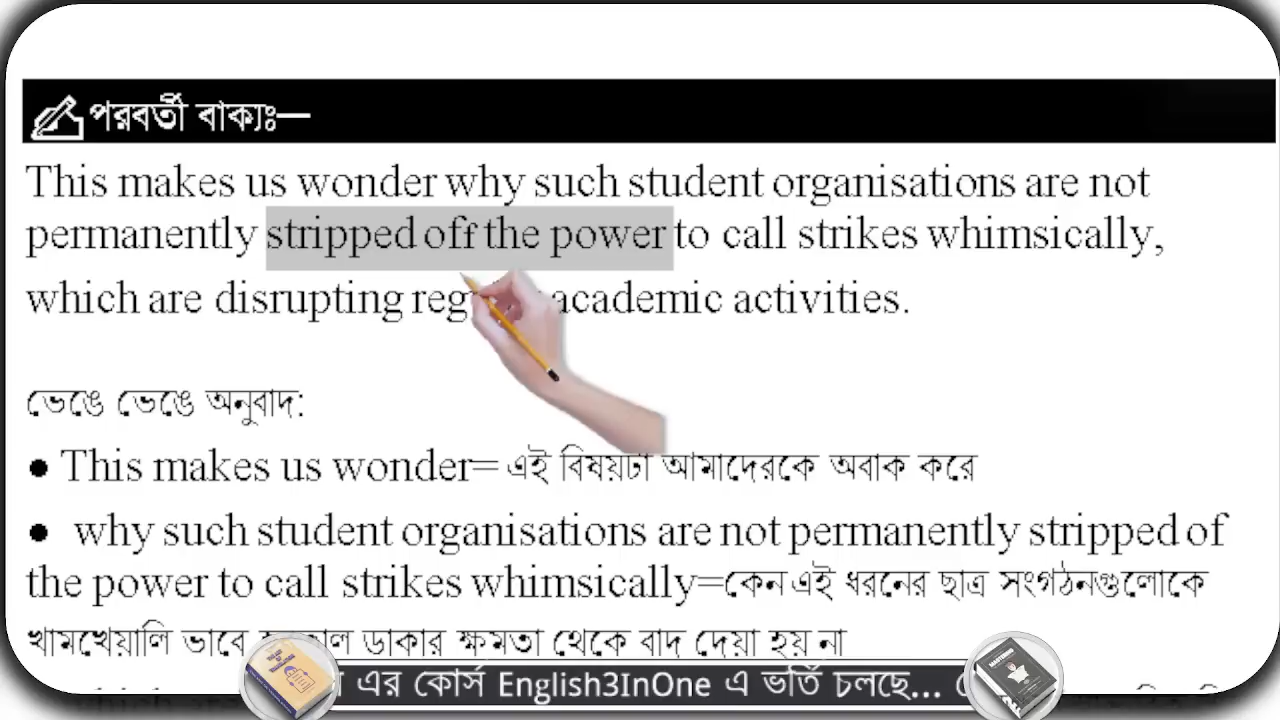 পরবর্তী বাক্যঃ—
This makes us wonder why such student organisations are not
permanently stripped off the power to call strikes whimsically,
which are disrupting academic activities.
ভেঙে ভেঙে অনুবাদ:
● This makes us wonder= এই বিষয়টা আমাদেরকে অবাক করে
● why such student organisations are not permanently stripped of
the power to call strikes whimsically=কেন এই ধরনের ছাত্র সংগঠনগুলোকে
খামখেয়ালি ভাবে ডাকার ক্ষমতা থেকে বাদ দেয়া হয় না
এর কোর্স English3InOne এ ভর্তি চলছে...